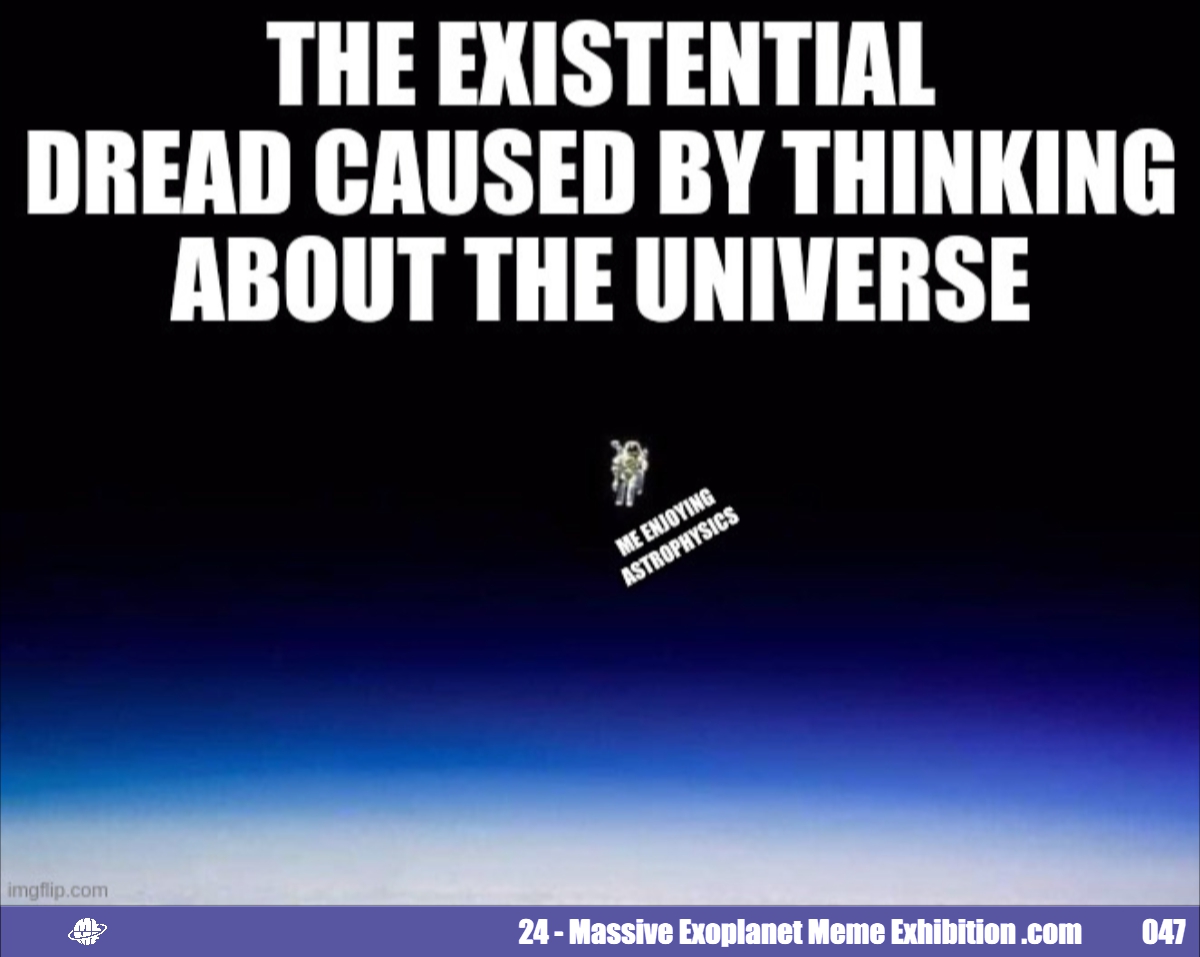 THE EXISTENTIAL
DREAD CAUSED BY THINKING
ABOUT THE UNIVERSE
ME ENJOYING
ASTROPHYSICS
imgflip.com
24 - Massive Exoplanet Meme Exhibition .com 047